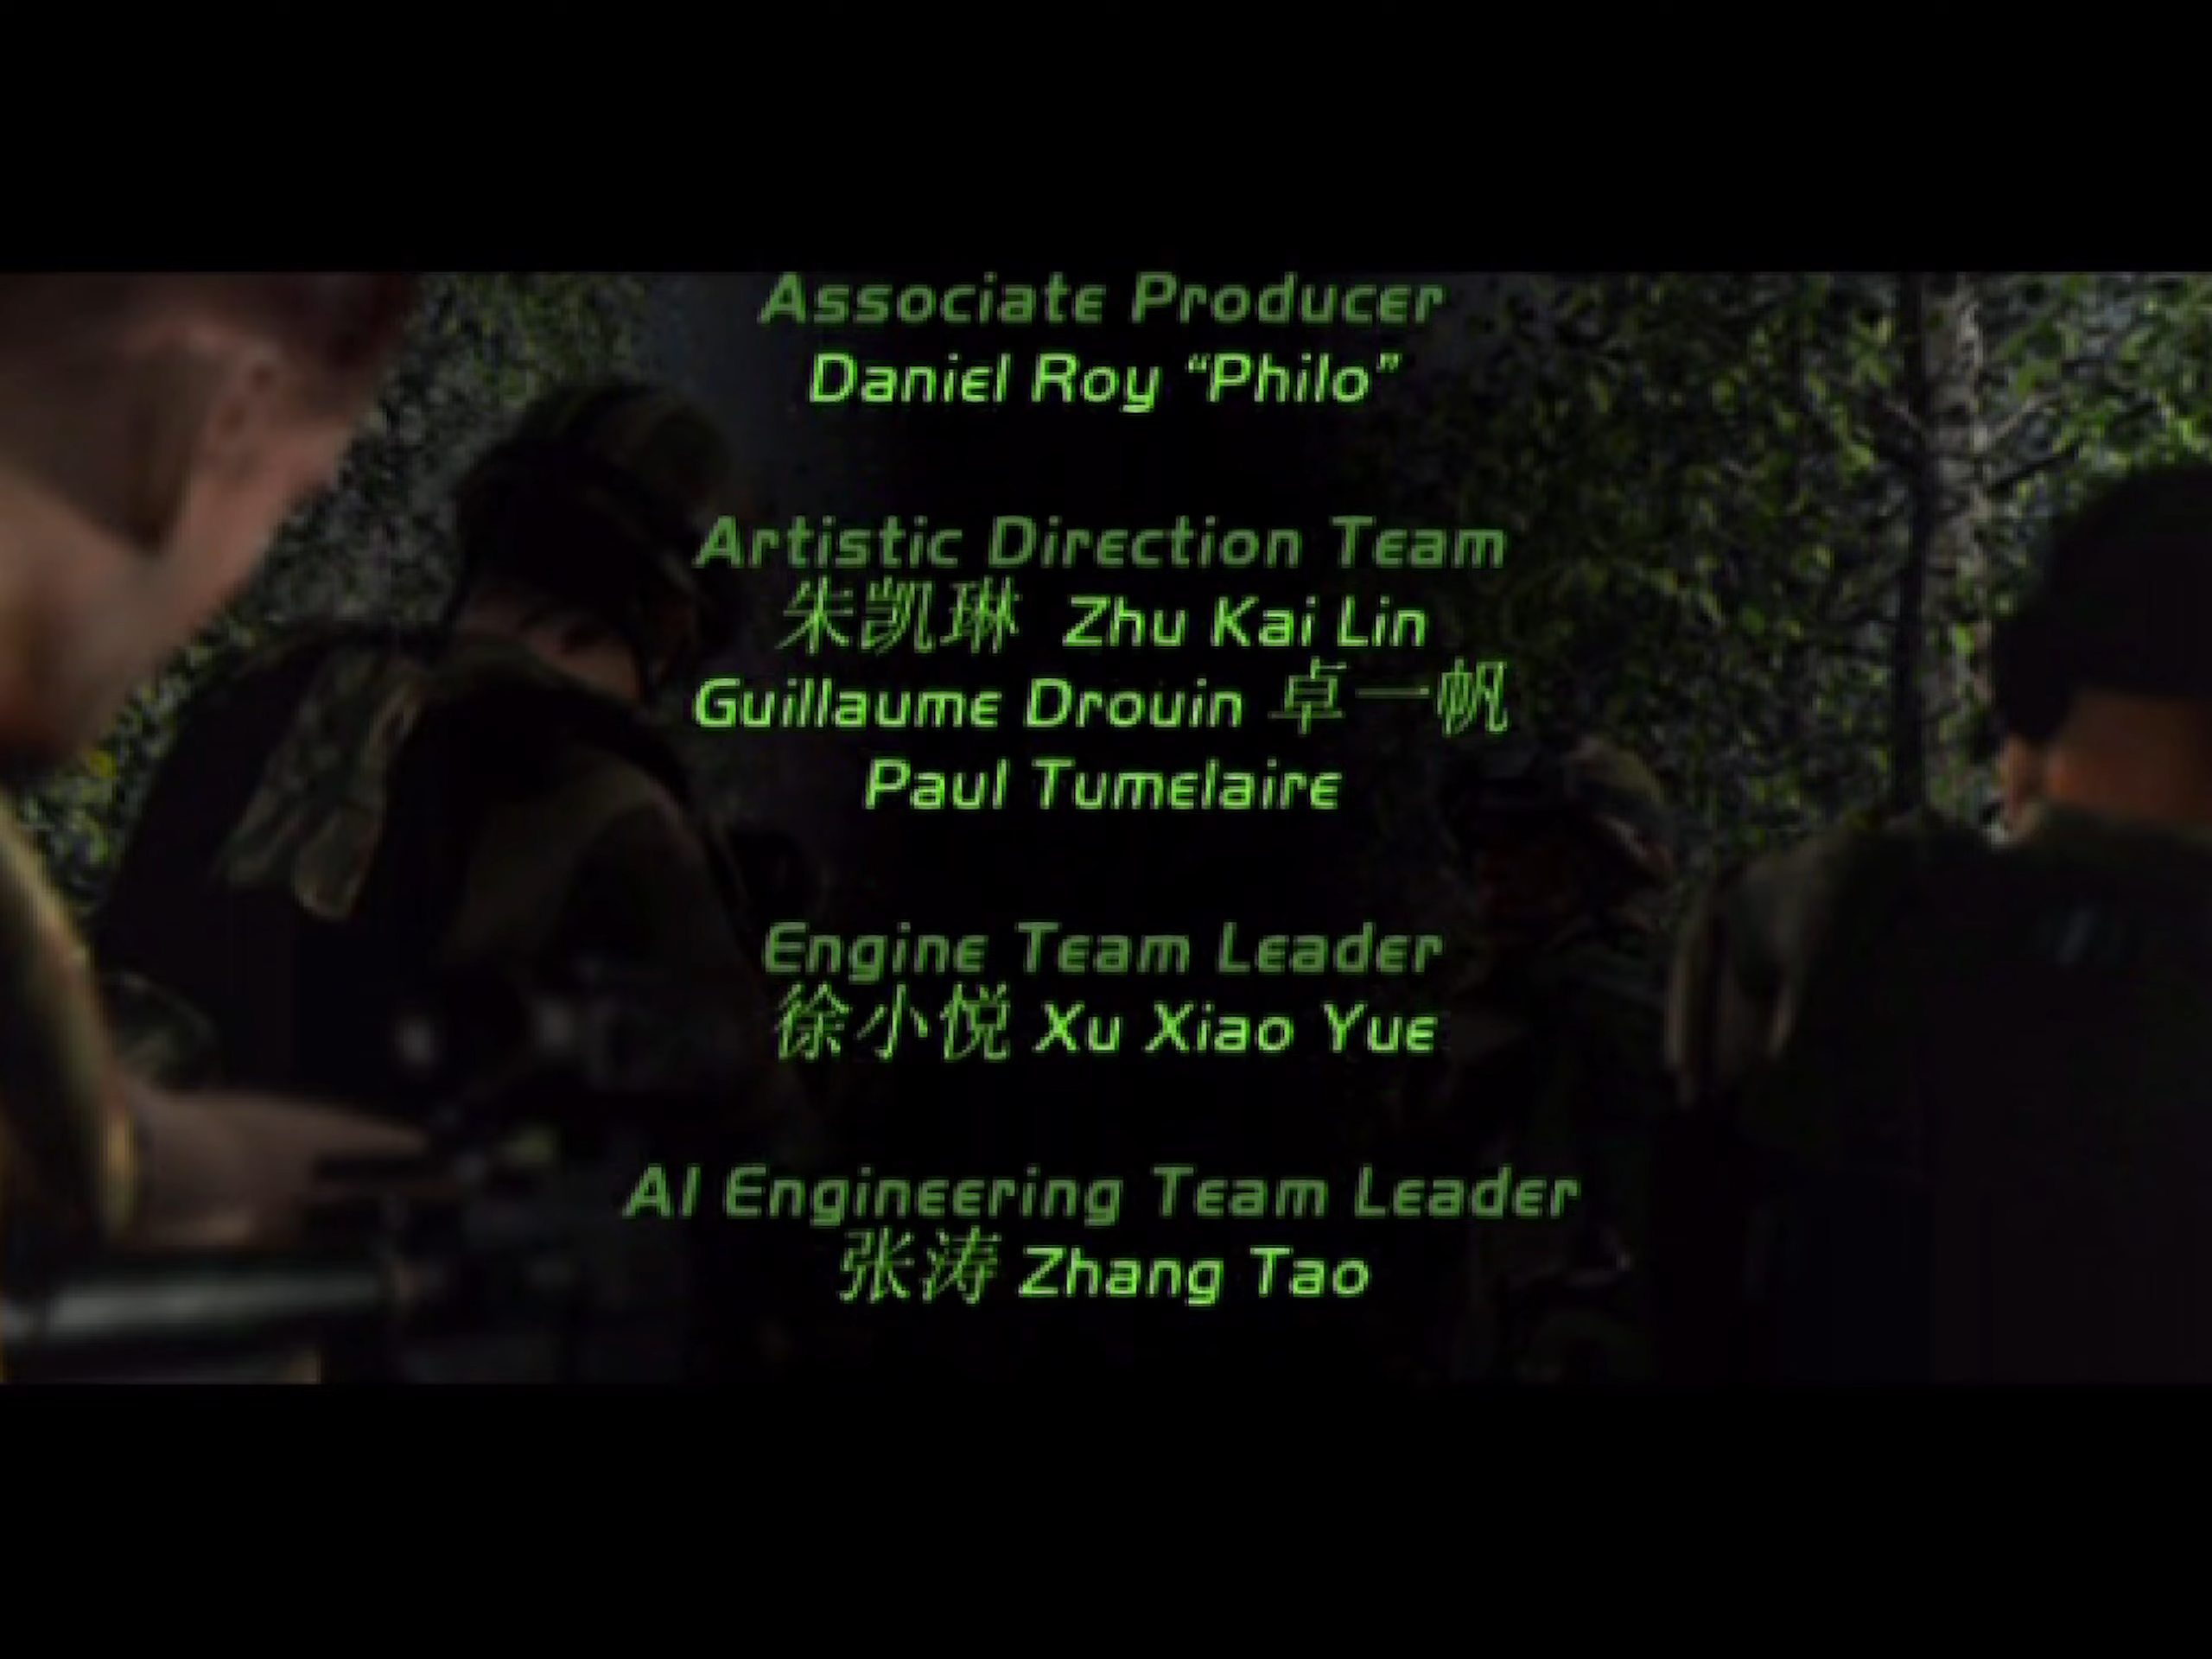 Associate Producer
Daniel Roy “Philo”
Artistic Direction Team
朱凯琳 Zhu Kai Lin
Guillaume Drouin 卓一帆
Paul Tumelaire
Engine Team Leader
徐小悦 Xu Xiao Yue
AI Engineering Team Leader
张涛 Zhang Tao